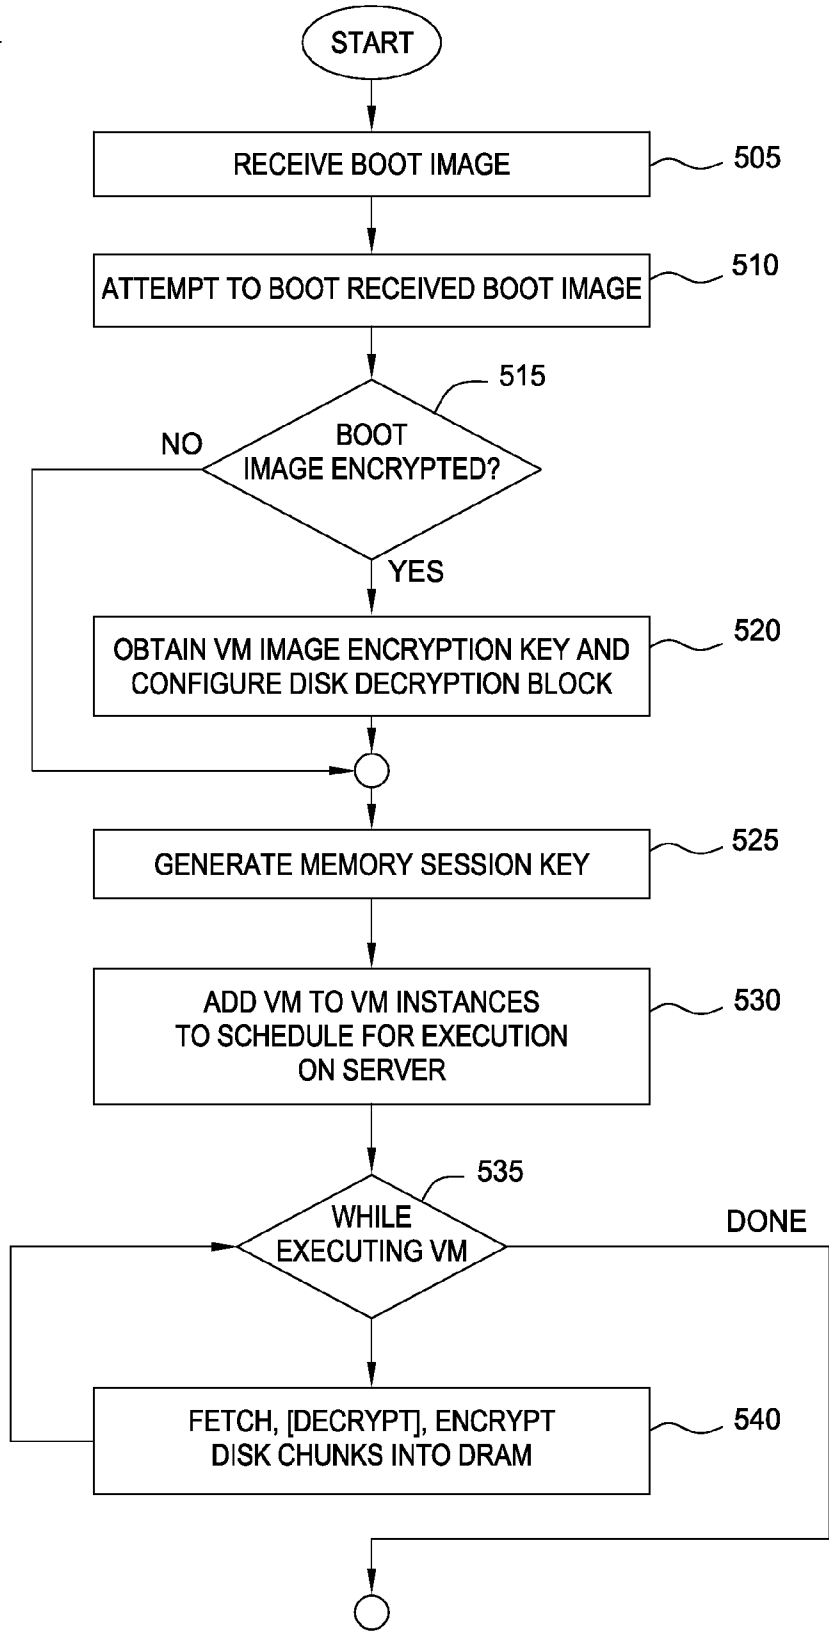 START
RECEIVE BOOT IMAGE
505
ATTEMPT TO BOOT RECEIVED BOOT IMAGE
510
515
BOOT
IMAGE ENCRYPTED?
NO
YES
OBTAIN VM IMAGE ENCRYPTION KEY AND
CONFIGURE DISK DECRYPTION BLOCK
520
GENERATE MEMORY SESSION KEY
525
ADD VM TO VM INSTANCES
TO SCHEDULE FOR EXECUTION
ON SERVER
530
535
WHILE
EXECUTING VM
DONE
FETCH, [DECRYPT], ENCRYPT
DISK CHUNKS INTO DRAM
540